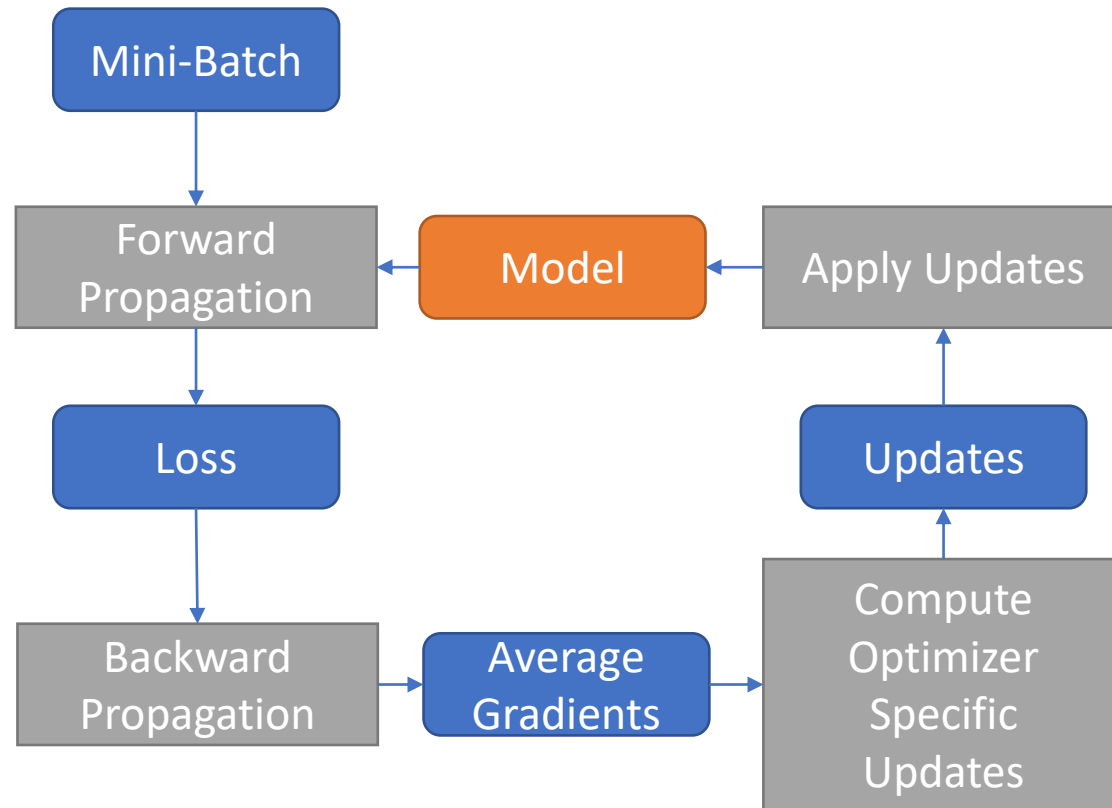 Mini-Batch
Forward
Propagation
Model
Apply Updates
Loss
Updates
Backward
Propagation
Average
Gradients
Compute
Optimizer
Specific
Updates